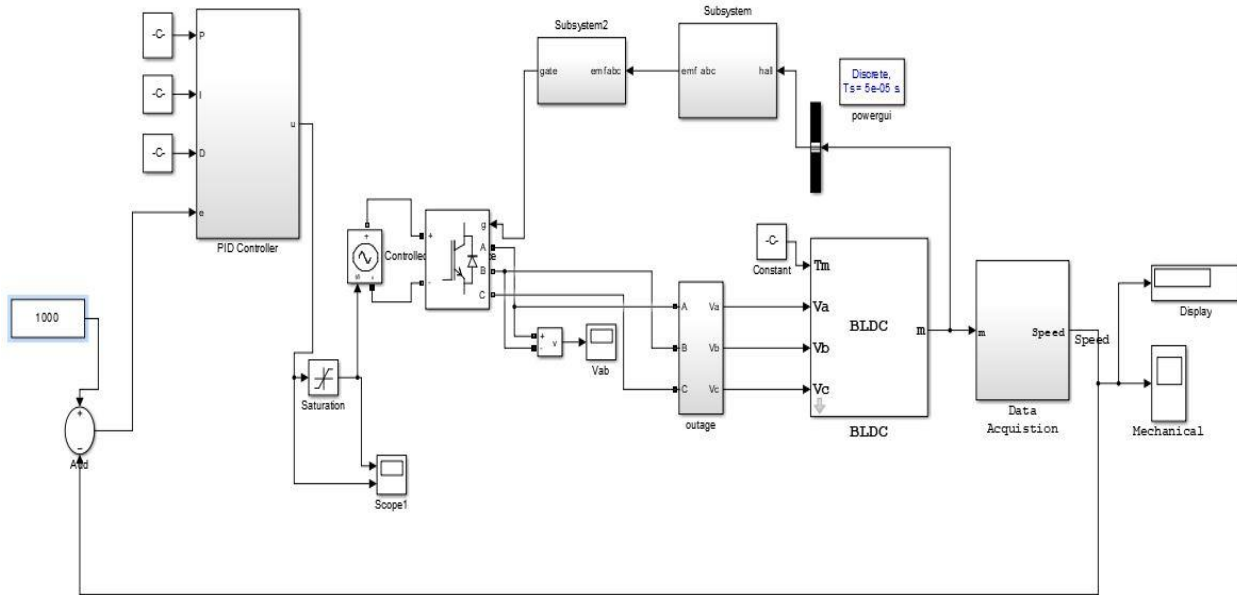 -C-
P
-C-
I
-C-
D
e
u
PID Controller
1000
+
−
Add
Saturation
Scope1
Subsystem2
gate
emfabc
Subsystem
emf abc
hall
Discrete,
Ts= 5e-05 s.
powergui
+
s
-
Controlled
g
+
-
A
B
C
+
-
v
Vab
A
B
C
Va
Vb
Vc
outage
-C-
Constant
Tm
Va
Vb
Vc
BLDC
m
BLDC
m
Speed
Data
Acquistion
Speed
Display
Mechanical